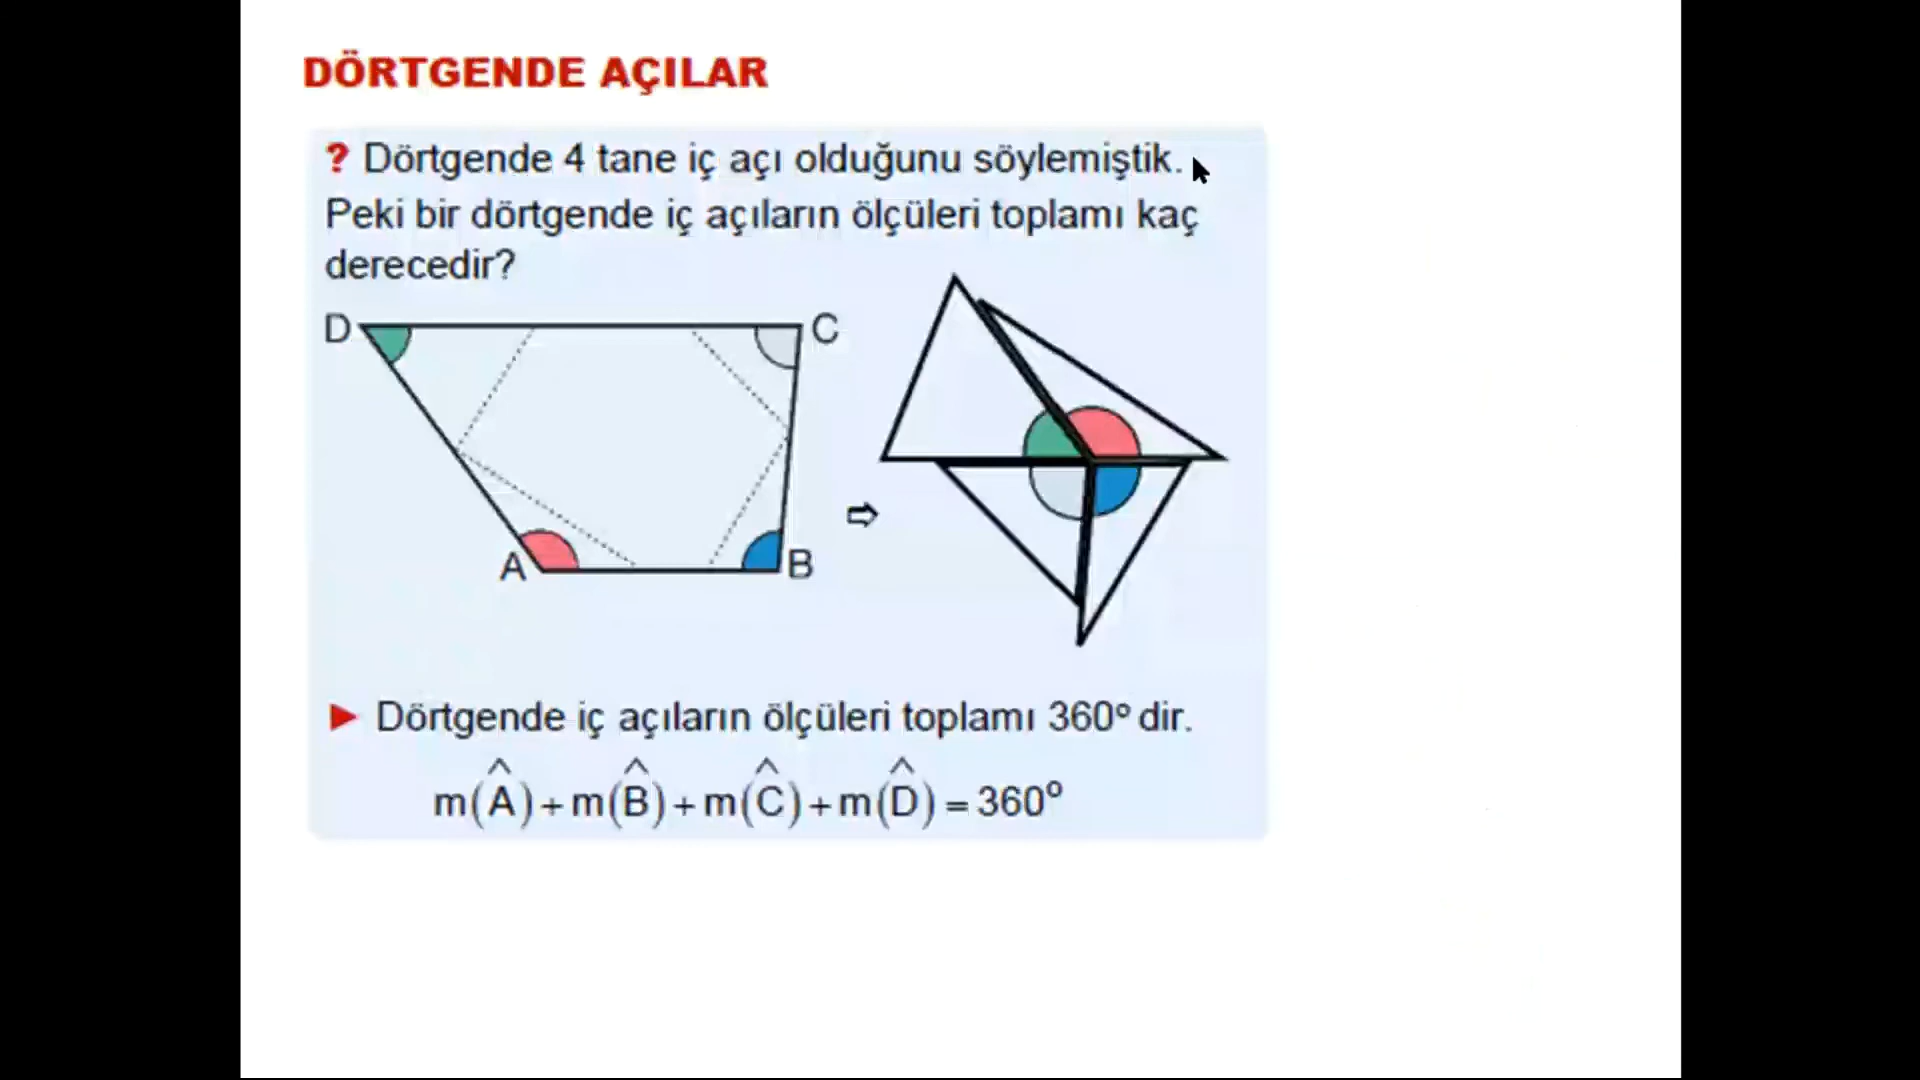 DÖRTGENDE AÇILAR
? Dörtgende 4 tane iç açı olduğunu söylemiştik.
Peki bir dörtgende iç açıların ölçüleri toplamı kaç
derecedir?
D C
A B
► Dörtgende iç açıların ölçüleri toplamı 360° dir.
m(Â) + m(B̂) + m(Ĉ) + m(D̂) = 360°